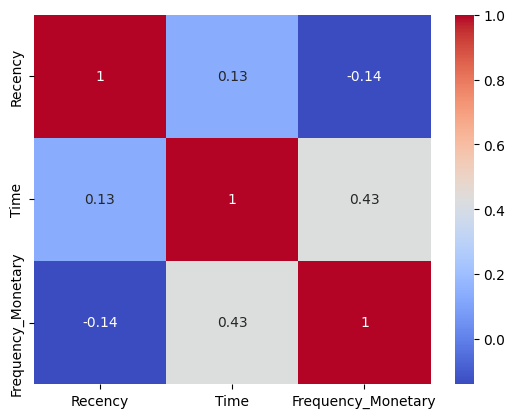 Recency
1
0.13
-0.14
Time
0.13
1
0.43
Frequency_Monetary
-0.14
0.43
1
Recency
Time
Frequency_Monetary
1.0
0.8
0.6
0.4
0.2
0.0